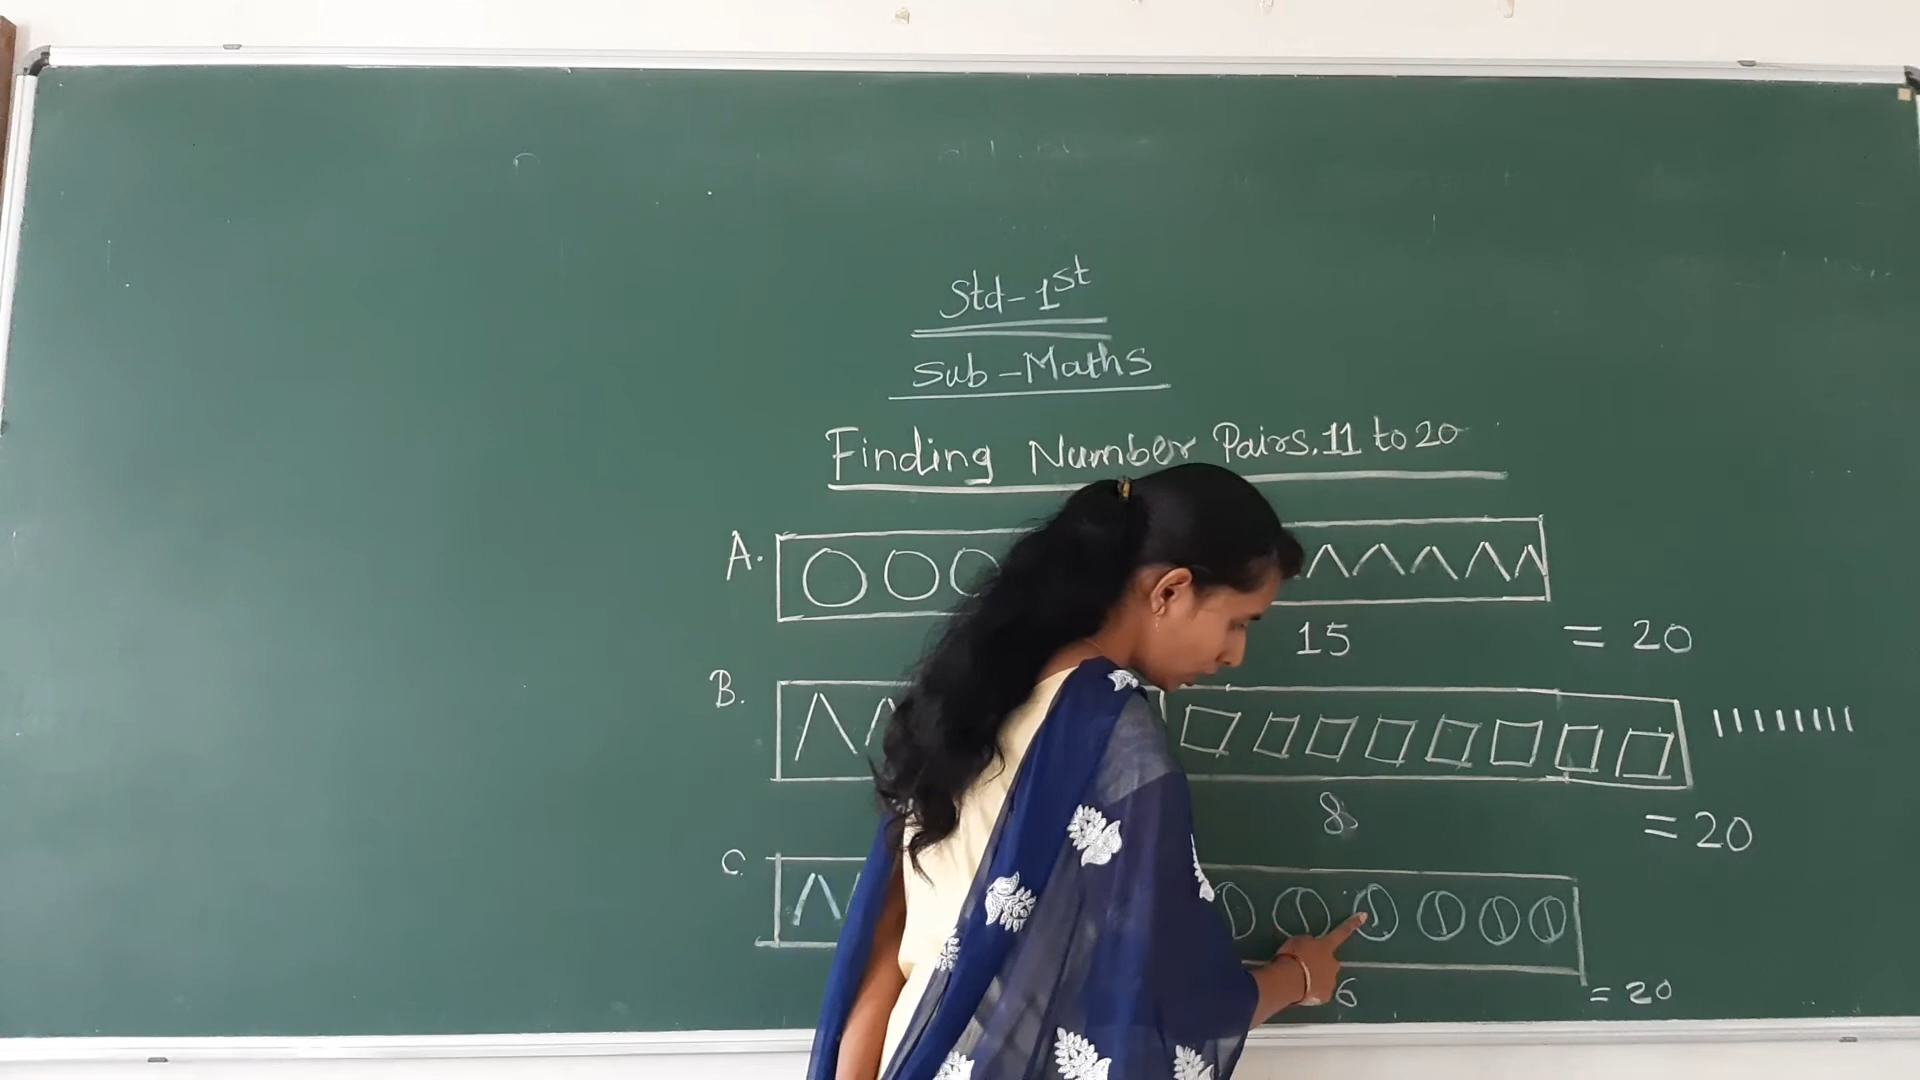 Std-1st
Sub-Maths
Finding Number Pairs. 11 to 20
A.
15 = 20
B.
8 = 20
C.
6 = 20